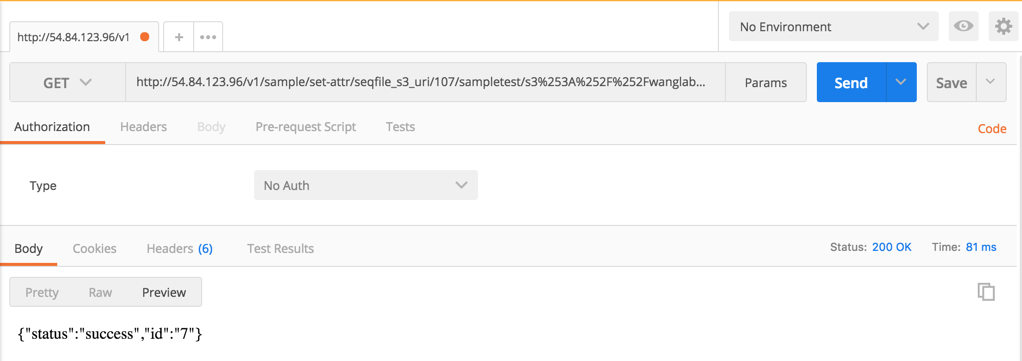 http://54.84.123.96/v1
No Environment
GET http://54.84.123.96/v1/sample/set-attr/seqfile_s3_uri/107/sampletest/s3%253A%252F%252Fwanglab... Params Send Save
Authorization Headers Body Pre-request Script Tests Code
Type No Auth
Body Cookies Headers (6) Test Results Status: 200 OK Time: 81 ms
Pretty Raw Preview
{"status":"success","id":"7"}